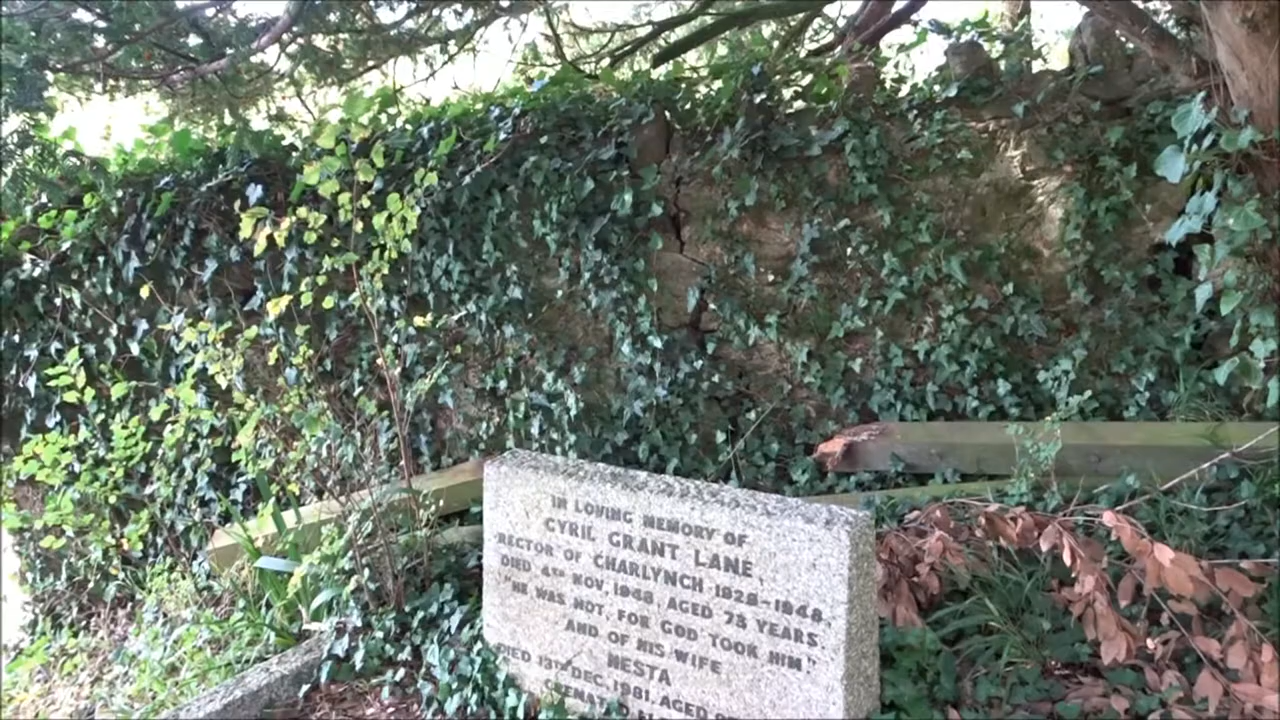 IN LOVING MEMORY OF
CYRIL GRANT LANE,
RECTOR OF CHARLYNCH 1928-1948,
DIED 4TH NOV, 1948, AGED 73 YEARS,
"HE WAS NOT, FOR GOD TOOK HIM."
AND OF HIS WIFE
NESTA
DIED 13TH DEC. 1981, AGED